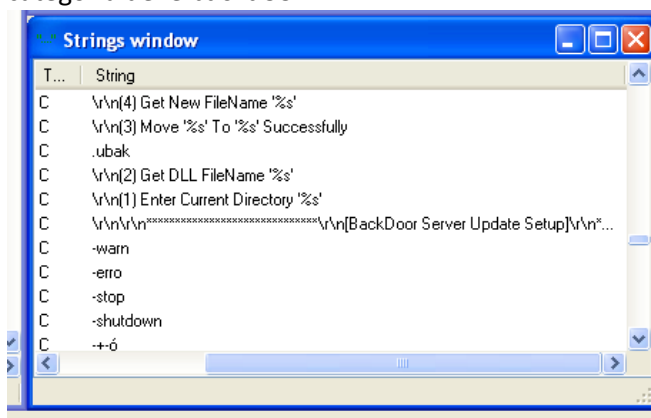 Strings window
T... String
C \r\n(4) Get New FileName '%s'
C \r\n(3) Move '%s' To '%s' Successfully
C .ubak
C \r\n(2) Get DLL FileName '%s'
C \r\n(1) Enter Current Directory '%s'
C \r\n\r\n*****************************\r\n[BackDoor Server Update Setup]\r\n*...
C -warn
C -erro
C -stop
C -shutdown
C -+-ó